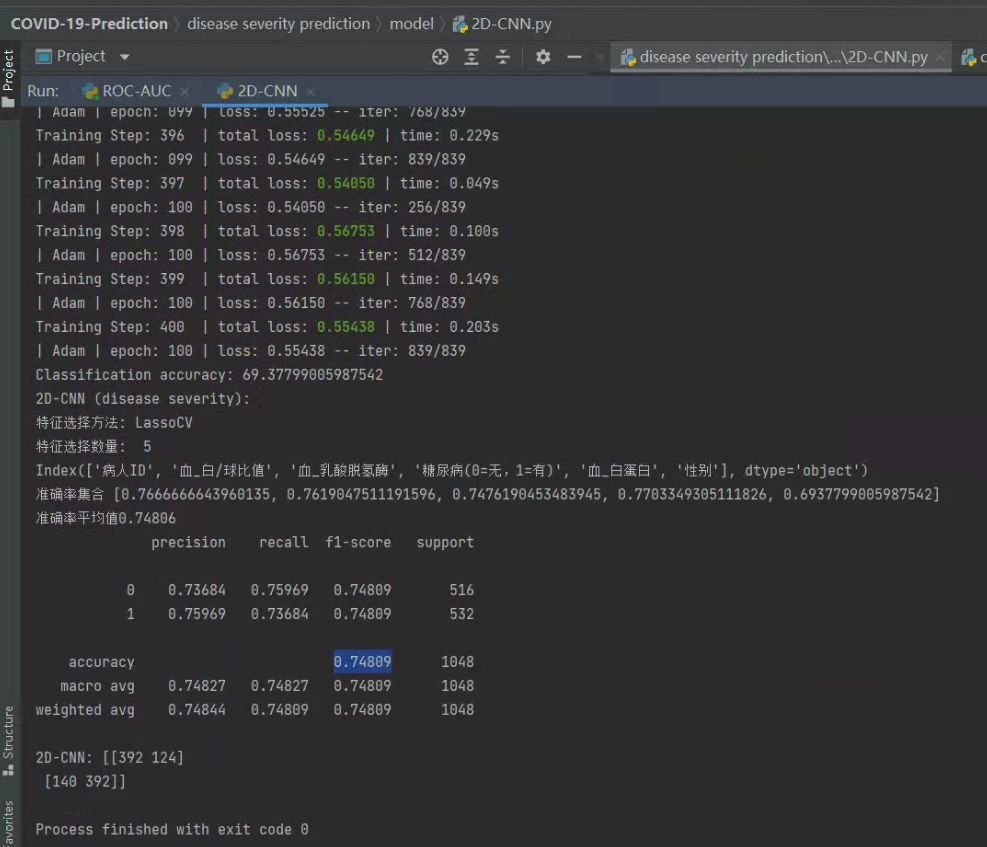 COVID-19-Prediction 〉 disease severity prediction 〉 model 〉 2D-CNN.py
Project
disease severity prediction\...\2D-CNN.py
Run: ROC-AUC × 2D-CNN ×
| Adam | epoch: 099 | loss: 0.55525 -- iter: 768/839
Training Step: 396 | total loss: 0.54649 | time: 0.229s
| Adam | epoch: 099 | loss: 0.54649 -- iter: 839/839
Training Step: 397 | total loss: 0.54050 | time: 0.049s
| Adam | epoch: 100 | loss: 0.54050 -- iter: 256/839
Training Step: 398 | total loss: 0.56753 | time: 0.100s
| Adam | epoch: 100 | loss: 0.56753 -- iter: 512/839
Training Step: 399 | total loss: 0.56150 | time: 0.149s
| Adam | epoch: 100 | loss: 0.56150 -- iter: 768/839
Training Step: 400 | total loss: 0.55438 | time: 0.203s
| Adam | epoch: 100 | loss: 0.55438 -- iter: 839/839
Classification accuracy: 69.37799005987542
2D-CNN (disease severity):
特征选择方法: LassoCV
特征选择数量: 5
Index(['病人ID', '血_白/球比值', '血_乳酸脱氢酶', '糖尿病(0=无，1=有)', '血_白蛋白', '性别'], dtype='object')
准确率集合 [0.7666666643960135, 0.7619047511191596, 0.7476190453483945, 0.7703349305111826, 0.6937799005987542]
准确率平均值0.74806
precision recall f1-score support
0 0.73684 0.75969 0.74809 516
1 0.75969 0.73684 0.74809 532
accuracy 0.74809 1048
macro avg 0.74827 0.74827 0.74809 1048
weighted avg 0.74844 0.74809 0.74809 1048
2D-CNN: [[392 124]
[140 392]]
Process finished with exit code 0
Project
Structure